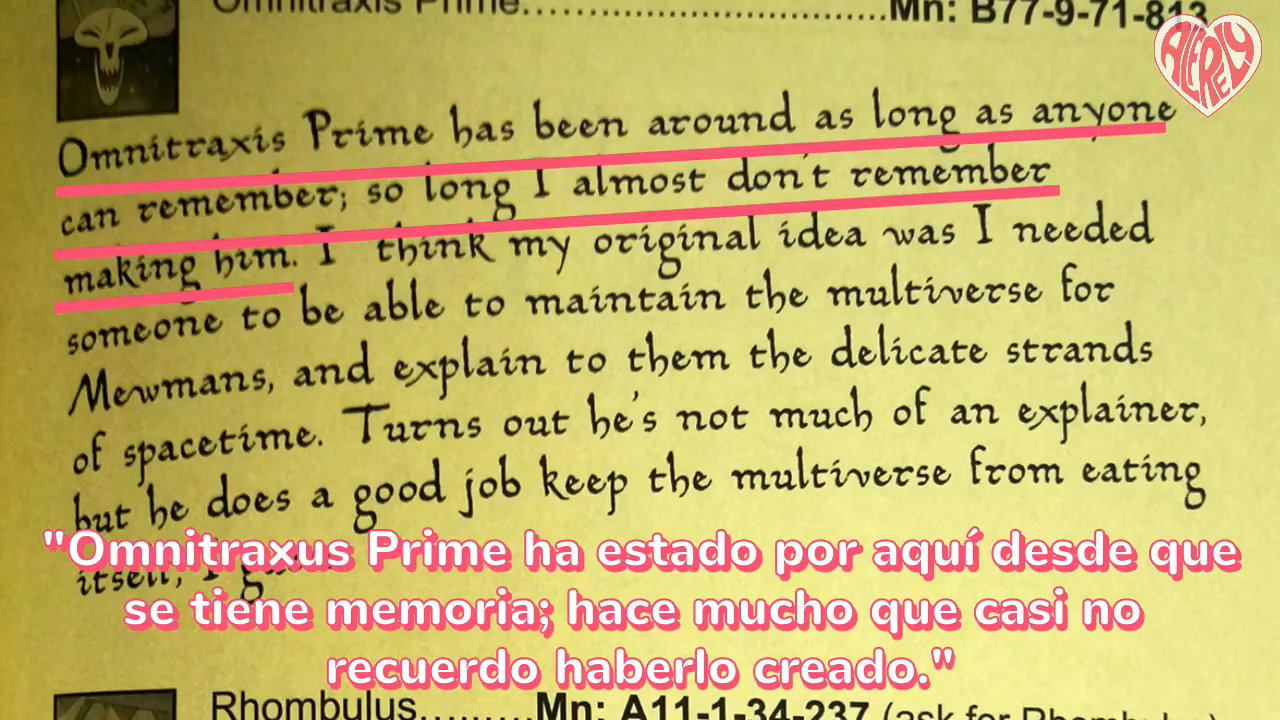 Omnitraxis Prime..........................................Mn: B77-9-71-813
ALEPRELY
Omnitraxis Prime has been around as long as anyone
can remember; so long I almost don't remember
making him. I think my original idea was I needed
someone to be able to maintain the multiverse for
Mewmans, and explain to them the delicate strands
of spacetime. Turns out he's not much of an explainer,
but he does a good job keep the multiverse from eating
itself, I
"Omnitraxus Prime ha estado por aquí desde que
se tiene memoria; hace mucho que casi no
recuerdo haberlo creado."
Rhombulus..........Mn: A11-1-34-237 (ask for Rhombulus)